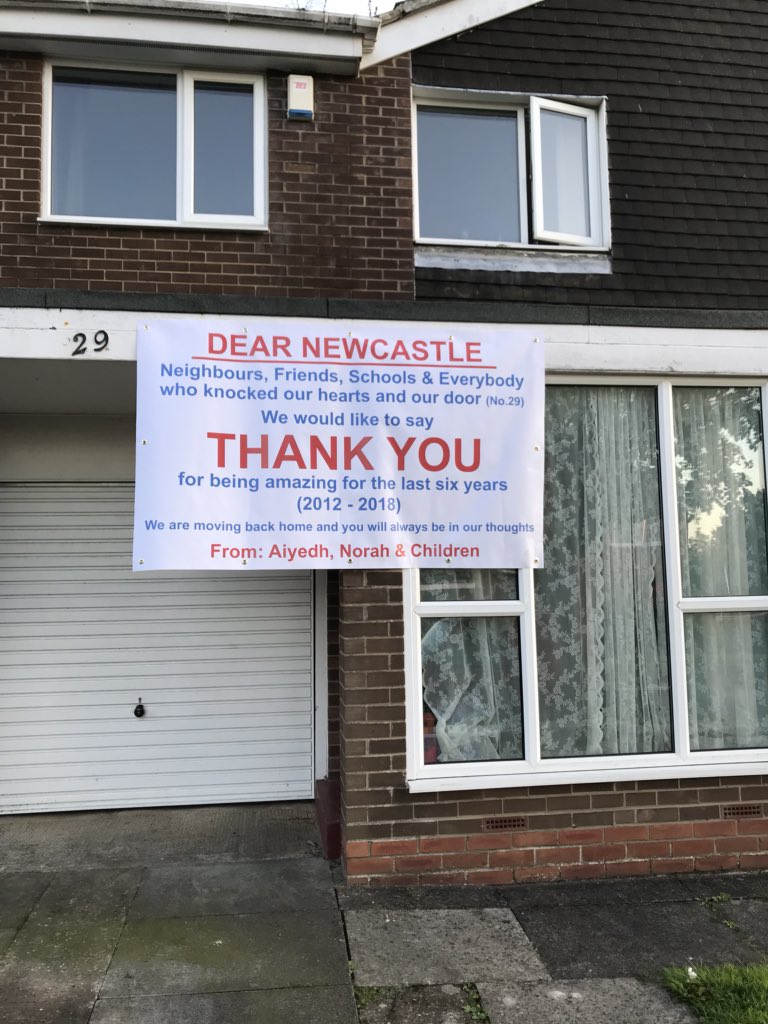 29
DEAR NEWCASTLE
Neighbours, Friends, Schools & Everybody
who knocked our hearts and our door (No.29)
We would like to say
THANK YOU
for being amazing for the last six years
(2012 - 2018)
We are moving back home and you will always be in our thoughts
From: Aiyedh, Norah & Children